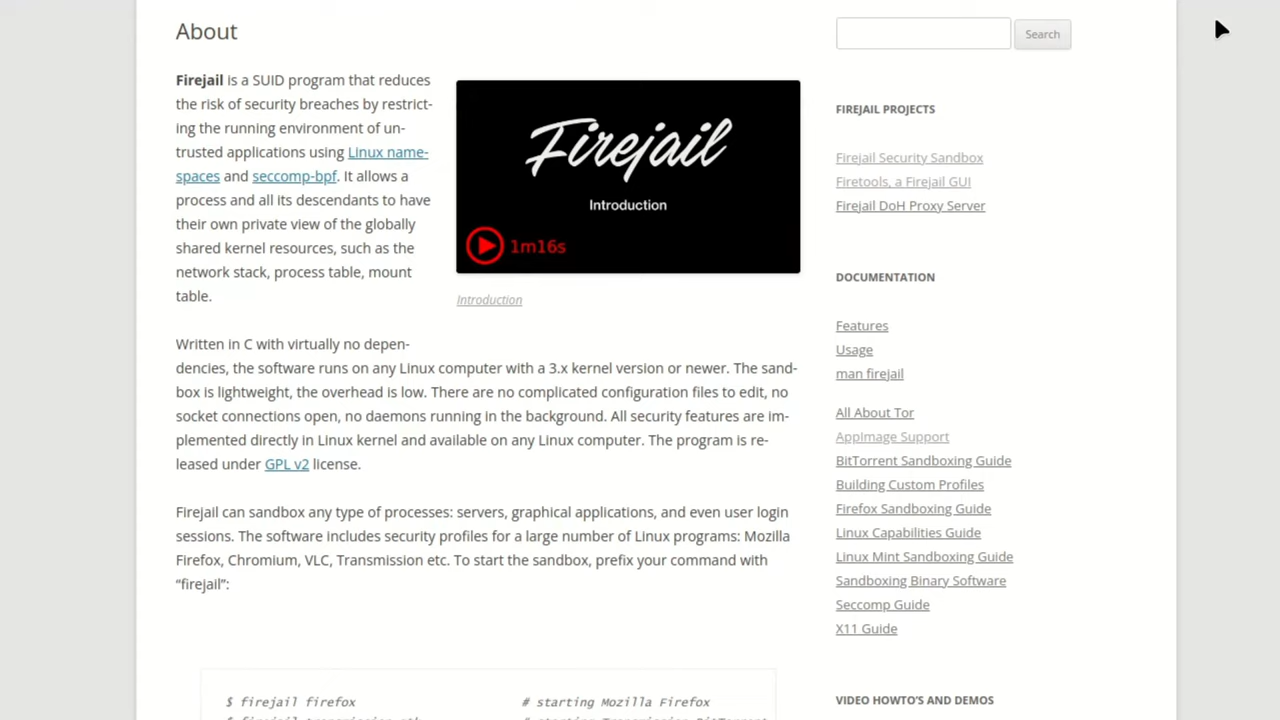 About
Firejail is a SUID program that reduces
the risk of security breaches by restrict-
ing the running environment of un-
trusted applications using Linux name-
spaces and seccomp-bpf. It allows a
process and all its descendants to have
their own private view of the globally
shared kernel resources, such as the
network stack, process table, mount
table.
Firejail
Introduction
1m16s
Introduction
Written in C with virtually no depen-
dencies, the software runs on any Linux computer with a 3.x kernel version or newer. The sand-
box is lightweight, the overhead is low. There are no complicated configuration files to edit, no
socket connections open, no daemons running in the background. All security features are im-
plemented directly in Linux kernel and available on any Linux computer. The program is re-
leased under GPL v2 license.
Firejail can sandbox any type of processes: servers, graphical applications, and even user login
sessions. The software includes security profiles for a large number of Linux programs: Mozilla
Firefox, Chromium, VLC, Transmission etc. To start the sandbox, prefix your command with
“firejail”:
$ firejail firefox # starting Mozilla Firefox
Search
FIREJAIL PROJECTS
Firejail Security Sandbox
Firetools, a Firejail GUI
Firejail DoH Proxy Server
DOCUMENTATION
Features
Usage
man firejail
All About Tor
AppImage Support
BitTorrent Sandboxing Guide
Building Custom Profiles
Firefox Sandboxing Guide
Linux Capabilities Guide
Linux Mint Sandboxing Guide
Sandboxing Binary Software
Seccomp Guide
X11 Guide
VIDEO HOWTO'S AND DEMOS